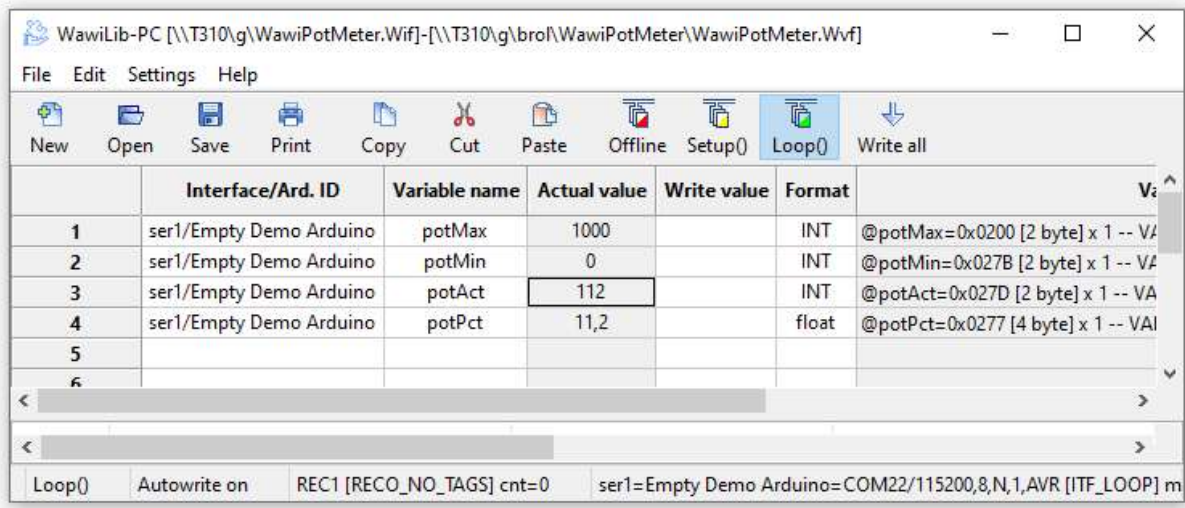 WawiLib-PC [\\T310\g\WawiPotMeter.Wif]-[\\T310\g\brol\WawiPotMeter\WawiPotMeter.Wvf]
File Edit Settings Help
New Open Save Print Copy Cut Paste Offline Setup() Loop() Write all
Interface/Ard. ID Variable name Actual value Write value Format Va
1 ser1/Empty Demo Arduino potMax 1000 INT @potMax=0x0200 [2 byte] x 1 -- VA
2 ser1/Empty Demo Arduino potMin 0 INT @potMin=0x027B [2 byte] x 1 -- VA
3 ser1/Empty Demo Arduino potAct 112 INT @potAct=0x027D [2 byte] x 1 -- VA
4 ser1/Empty Demo Arduino potPct 11,2 float @potPct=0x0277 [4 byte] x 1 -- VAI
5
6
Loop() Autowrite on REC1 [RECO_NO_TAGS] cnt=0 ser1=Empty Demo Arduino=COM22/115200,8,N,1,AVR [ITF_LOOP] m